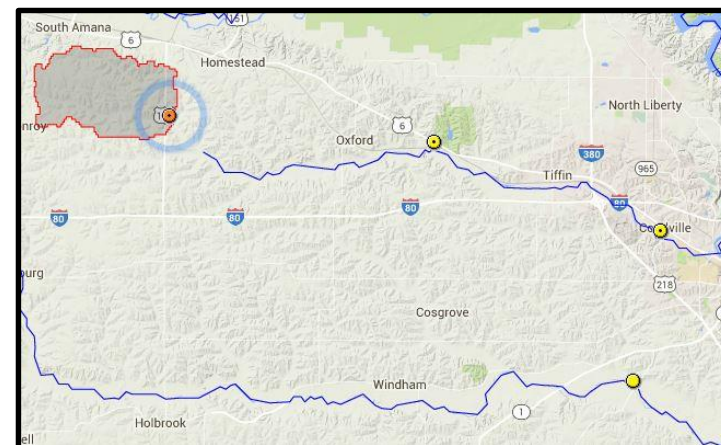 South Amana
6
151
Homestead
North Liberty
6
Oxford
380
965
Tiffin
80
80
80
80
218
Cosgrove
Windham
1
Holbrook